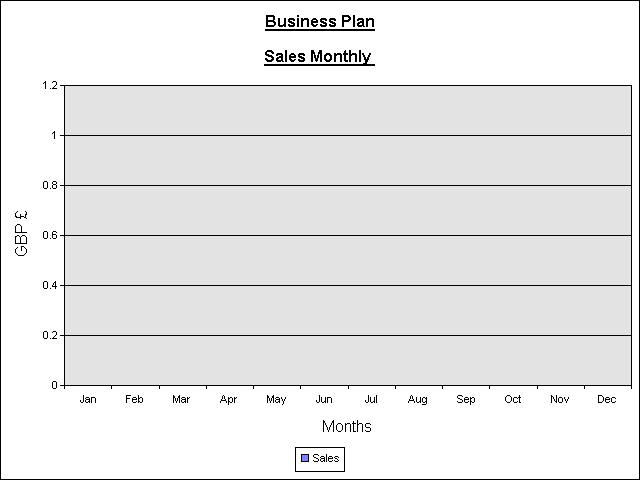 Business Plan
Sales Monthly
1.2
1
0.8
0.6
0.4
0.2
0
GBP £
Jan Feb Mar Apr May Jun Jul Aug Sep Oct Nov Dec
Months
Sales